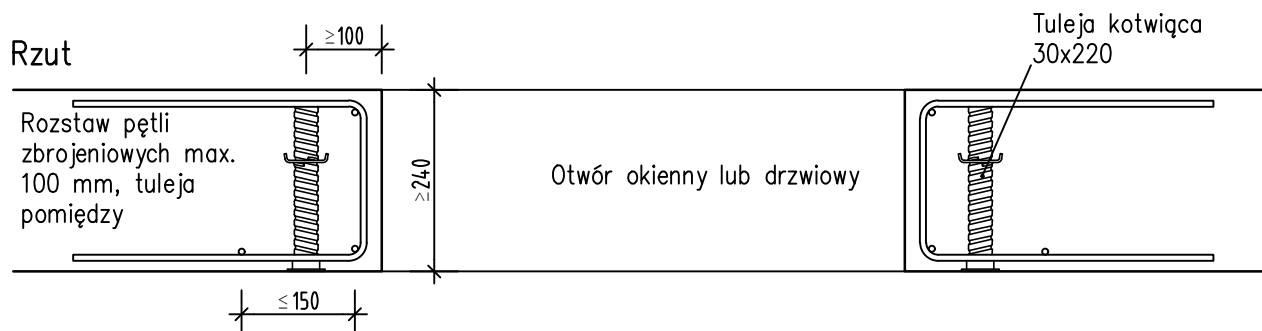 Rzut
≥100
Tuleja kotwiąca
30x220
Rozstaw pętli
zbrojeniowych max.
100 mm, tuleja
pomiędzy
≥240
Otwór okienny lub drzwiowy
≤150